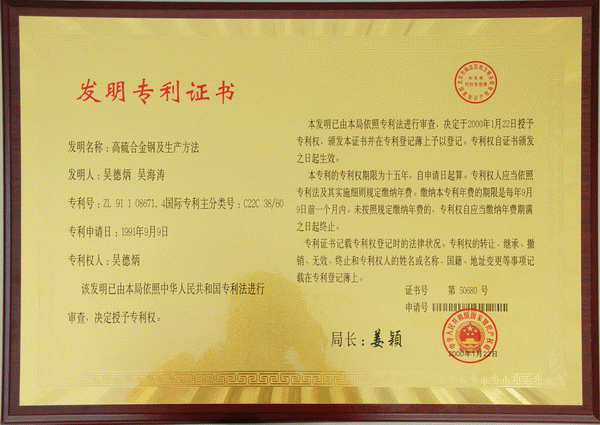 发明专利证书
发明名称：高硫合金钢及生产方法
发明人：吴德炳 吴海涛
专利号：ZL 91 1 08671.4国际专利主分类号：C22C 38/60
专利申请日：1991年9月9日
专利权人：吴德炳
该发明已由本局依照中华人民共和国专利法进行
审查，决定授予专利权。
本发明已由本局依照专利法进行审查，决定于2000年1月22日授予
专利权，颁发本证书并在专利登记薄上予以登记。专利权自证书颁发
之日起生效。
本专利的专利权期限为十五年，自申请日起算。专利权人应当依照
专利法及其实施细则规定缴纳年费。缴纳本专利年费的期限是每年9月
9日前一个月内。未按照规定缴纳年费的，专利权自应当缴纳年费期满
之日起终止。
专利证书记载专利权登记时的法律状况。专利权的转让、继承、撤
销、无效、终止和专利权人的姓名或名称、国籍、地址变更等事项记
载在专利登记薄上。
证书号 第 50680 号
申请号
局长：姜颖
中华人民共和国国家知识产权局
2000年1月22日